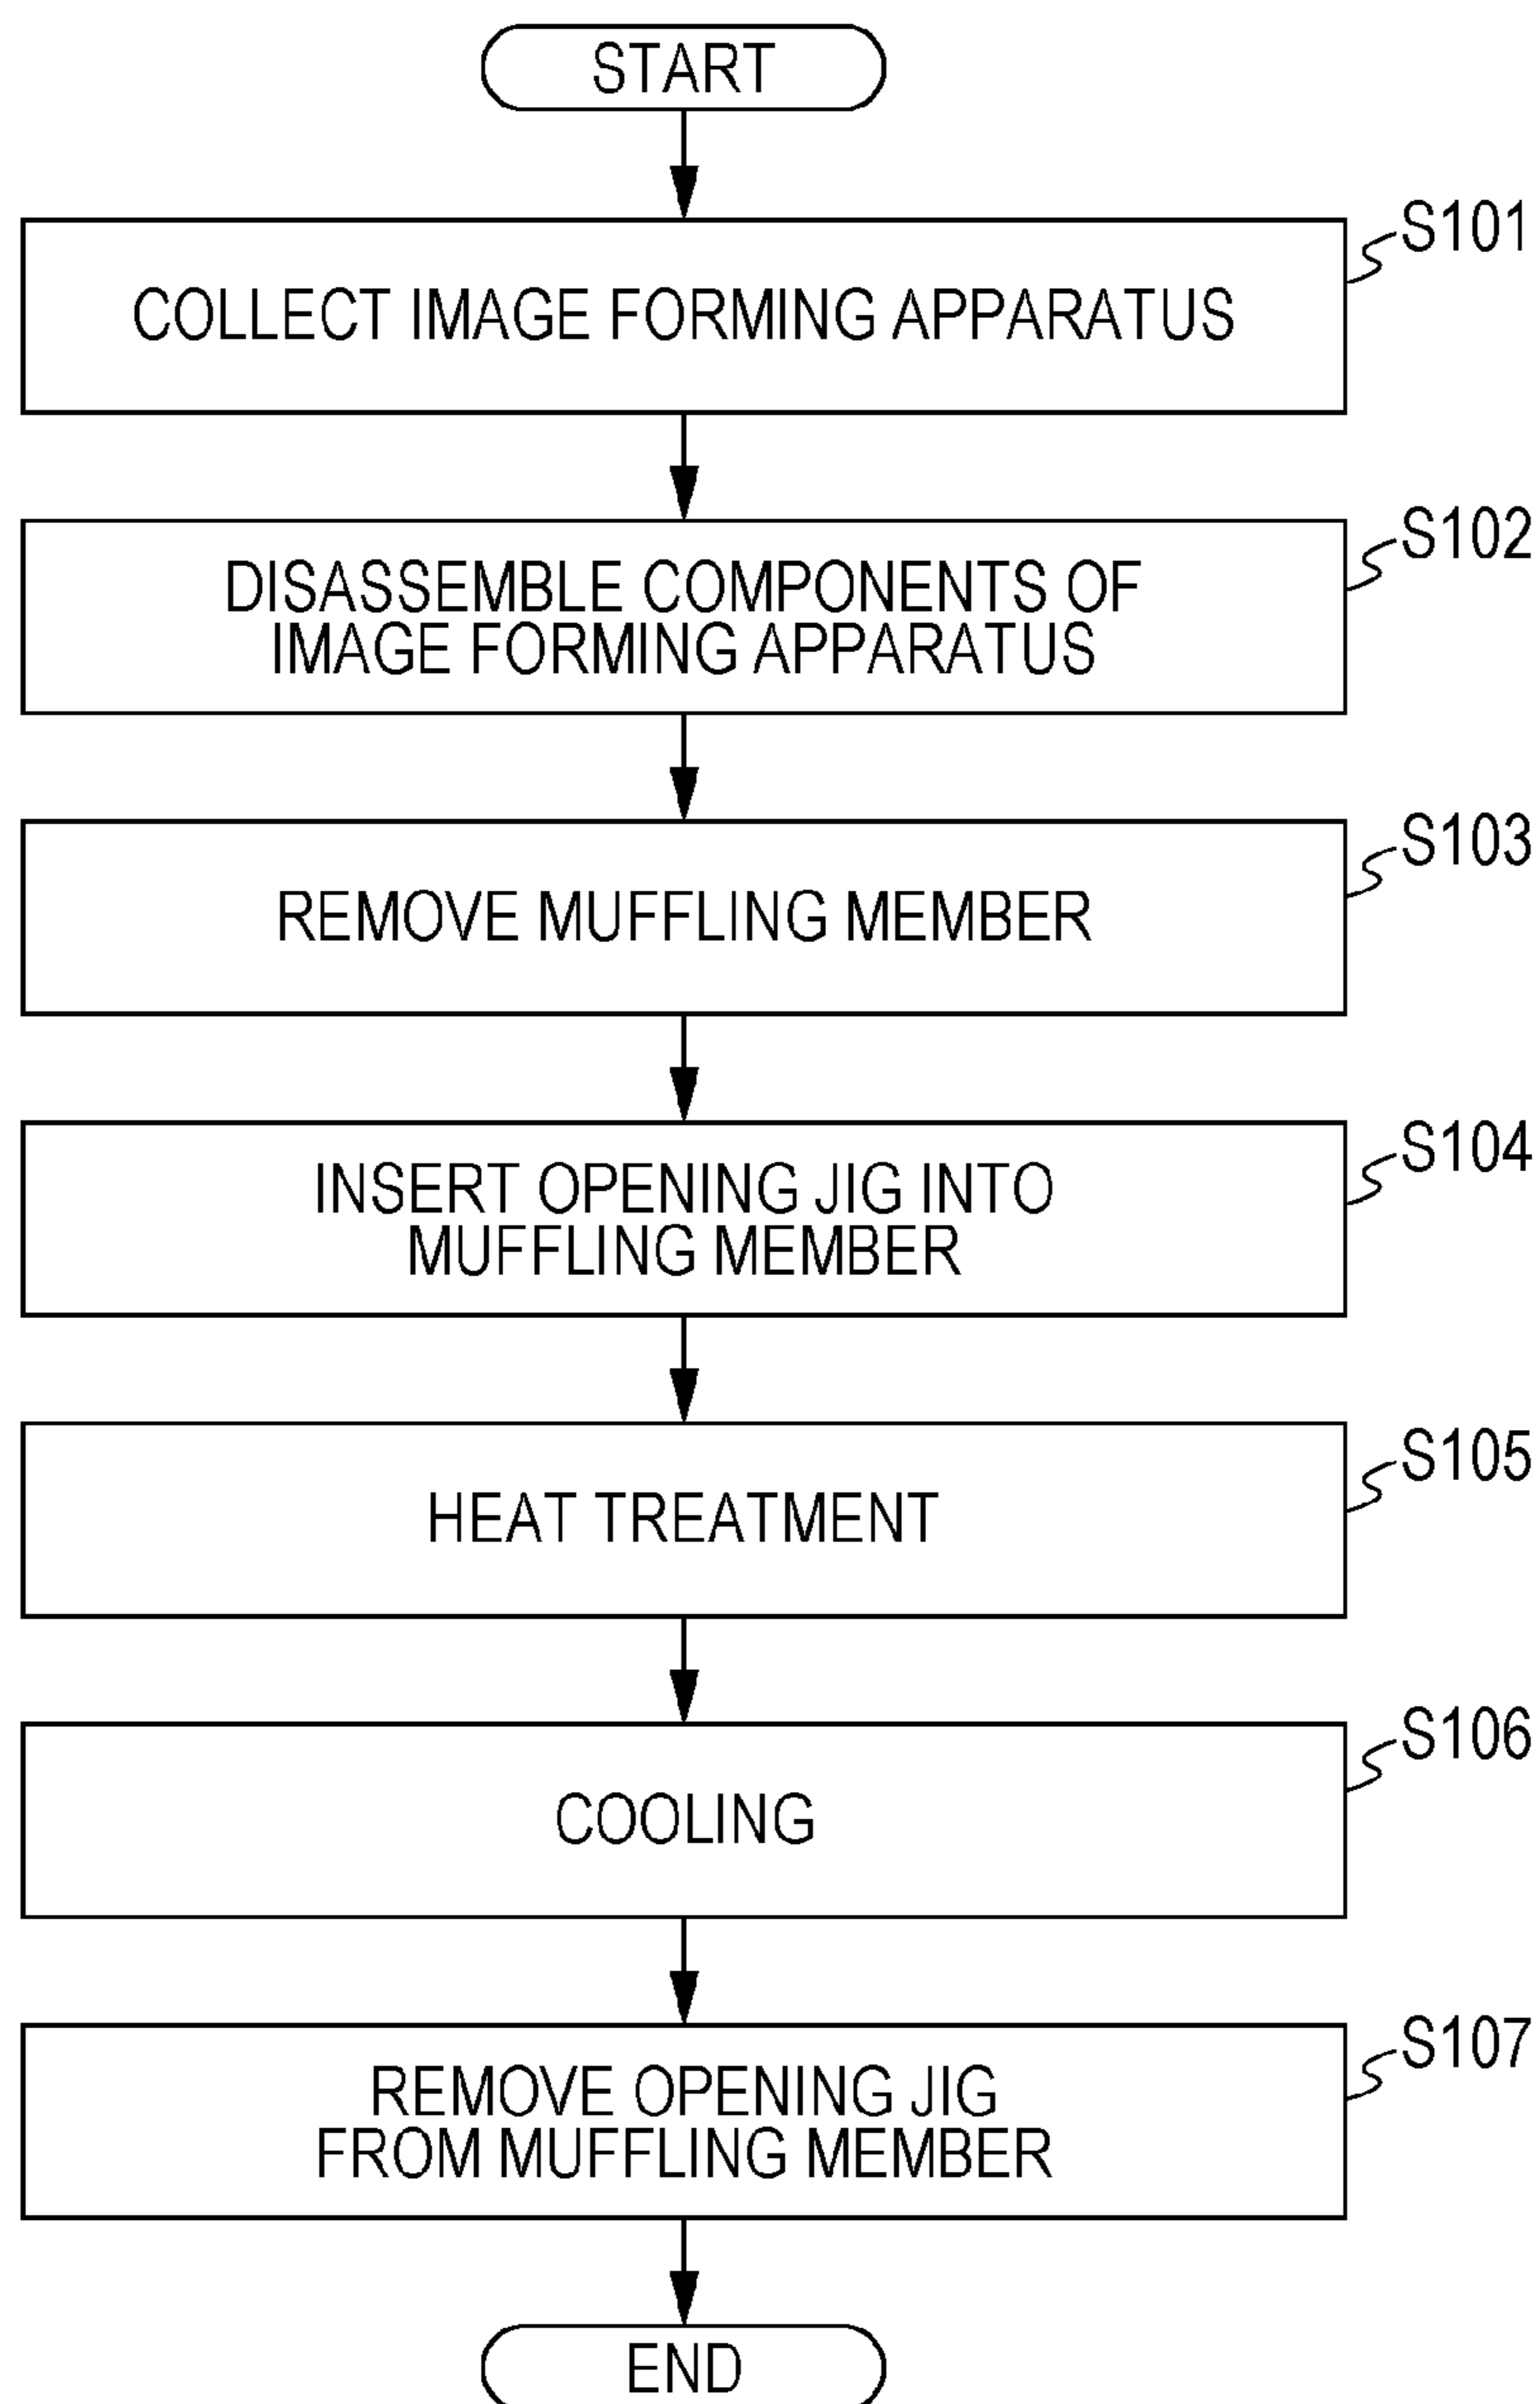 START
S101
COLLECT IMAGE FORMING APPARATUS
S102
DISASSEMBLE COMPONENTS OF
IMAGE FORMING APPARATUS
S103
REMOVE MUFFLING MEMBER
S104
INSERT OPENING JIG INTO
MUFFLING MEMBER
S105
HEAT TREATMENT
S106
COOLING
S107
REMOVE OPENING JIG
FROM MUFFLING MEMBER
END